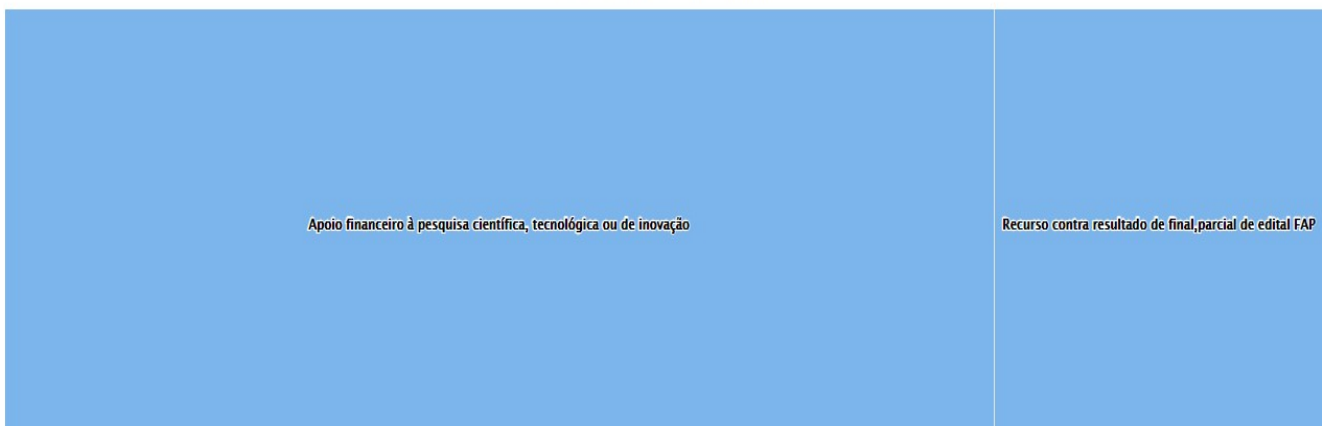 Apoio financeiro à pesquisa científica, tecnológica ou de inovação
Recurso contra resultado de final,parcial de edital FAP